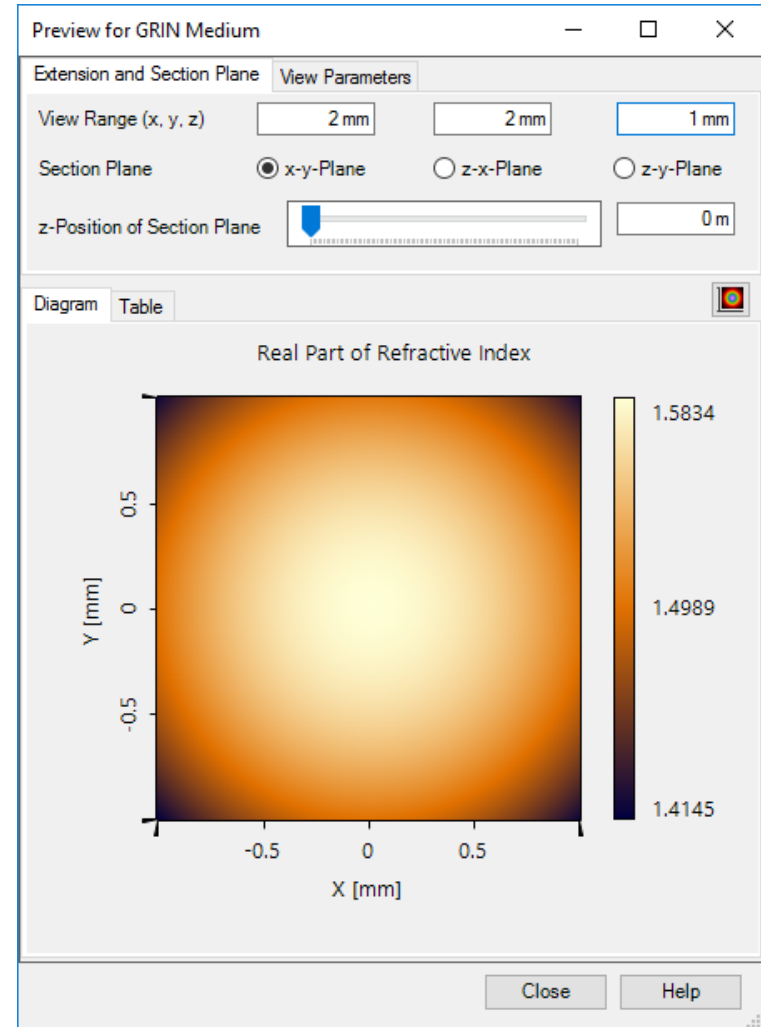 Preview for GRIN Medium
Extension and Section Plane View Parameters
View Range (x, y, z) 2 mm 2 mm 1 mm
Section Plane x-y-Plane z-x-Plane z-y-Plane
z-Position of Section Plane 0 m
Diagram Table
Real Part of Refractive Index
1.5834
0.5
Y [mm] 0 1.4989
-0.5
1.4145
-0.5 0 0.5
X [mm]
Close Help